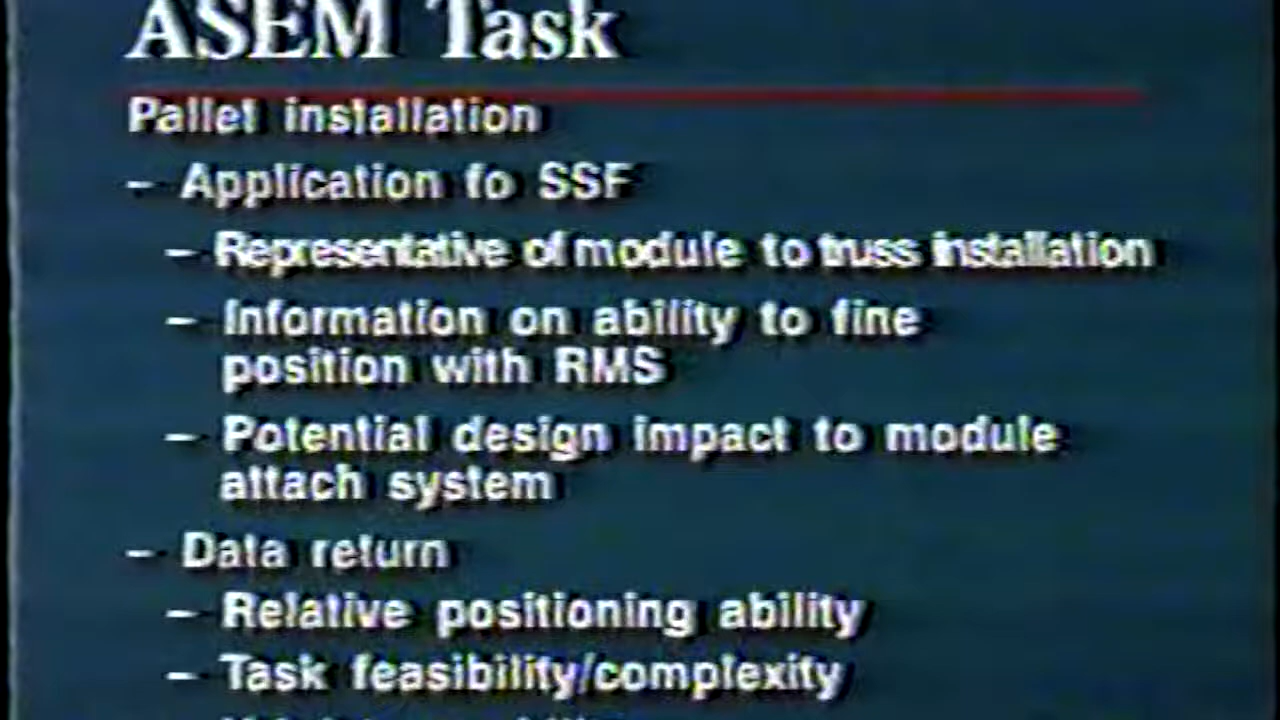 ASEM Task
Pallet installation
– Application to SSF
– Representative of module to truss installation
– Information on ability to fine
position with RMS
– Potential design impact to module
attach system
– Data return
– Relative positioning ability
– Task feasibility/complexity